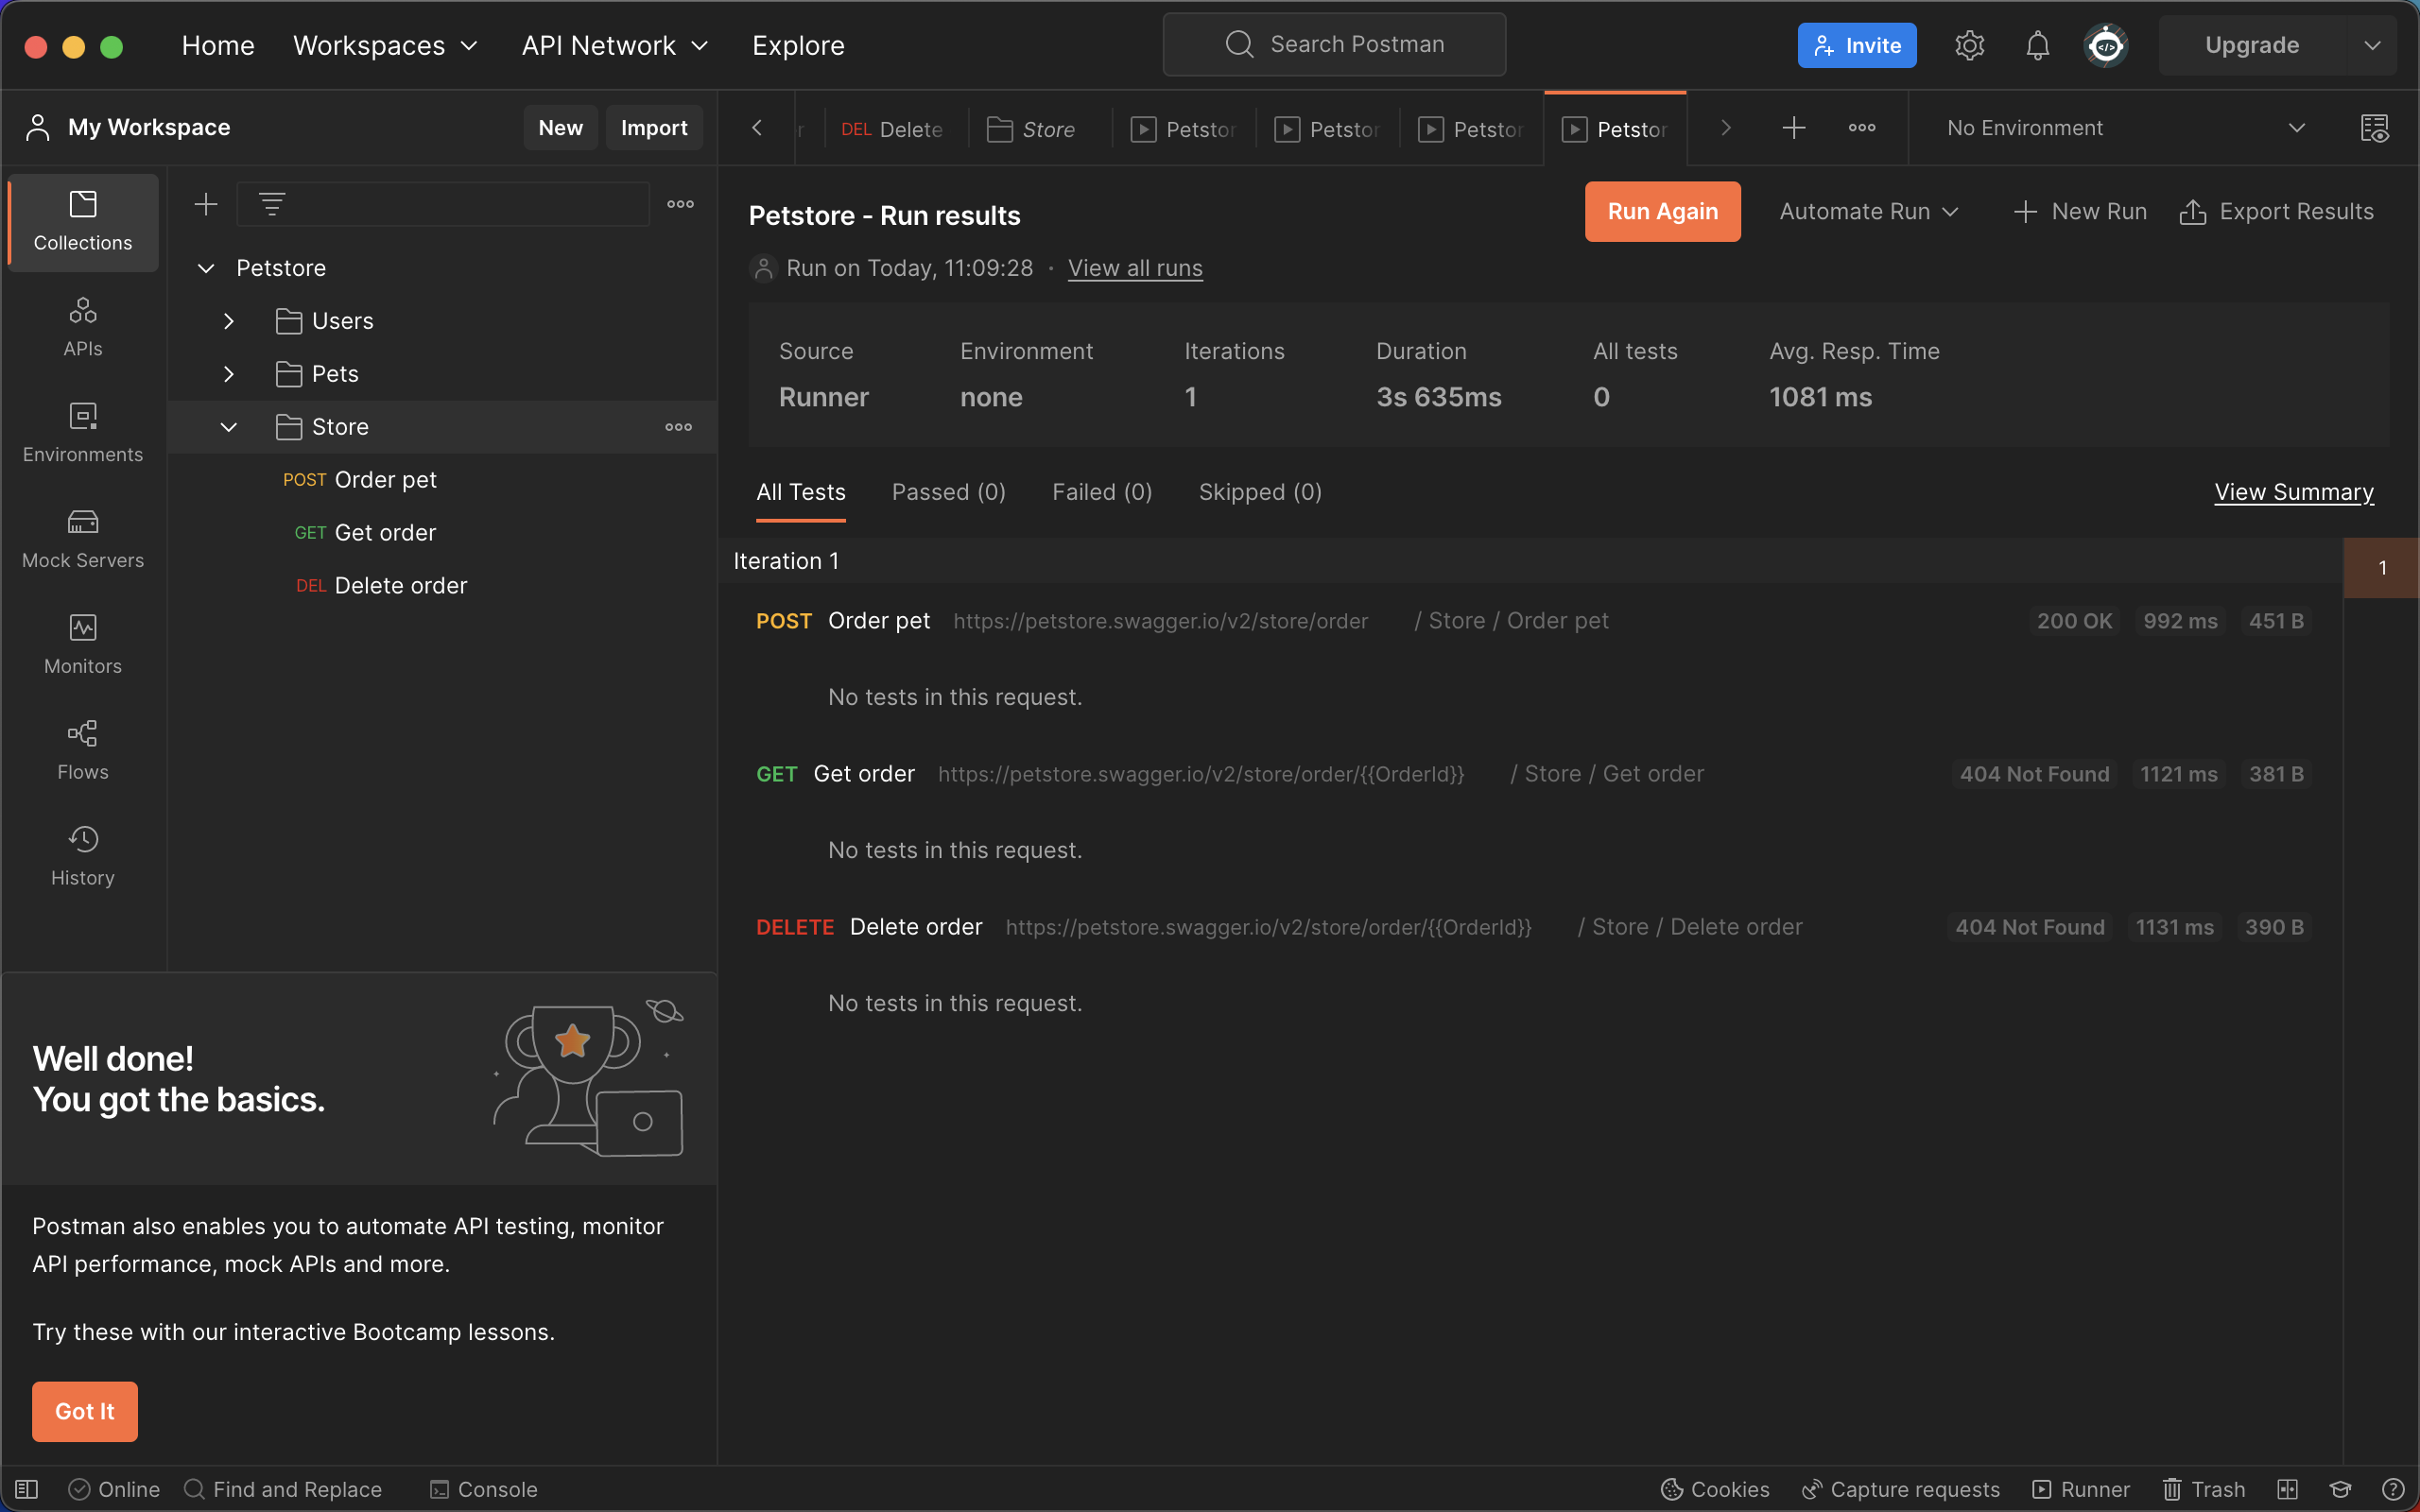 Home
Workspaces
API Network
Explore
Search Postman
Invite
Upgrade
My Workspace
New
Import
DEL Delete
Store
Petstor
Petstor
Petstor
Petstor
No Environment
Collections
APIs
Environments
Mock Servers
Monitors
Flows
History
Petstore
Users
Pets
Store
POST Order pet
GET Get order
DEL Delete order
Petstore - Run results
Run Again
Automate Run
New Run
Export Results
Run on Today, 11:09:28 · View all runs
Source
Environment
Iterations
Duration
All tests
Avg. Resp. Time
Runner
none
1
3s 635ms
0
1081 ms
All Tests
Passed (0)
Failed (0)
Skipped (0)
View Summary
Iteration 1
1
POST Order pet https://petstore.swagger.io/v2/store/order / Store / Order pet 200 OK 992 ms 451 B
No tests in this request.
GET Get order https://petstore.swagger.io/v2/store/order/{{OrderId}} / Store / Get order 404 Not Found 1121 ms 381 B
No tests in this request.
DELETE Delete order https://petstore.swagger.io/v2/store/order/{{OrderId}} / Store / Delete order 404 Not Found 1131 ms 390 B
No tests in this request.
Well done!
You got the basics.
Postman also enables you to automate API testing, monitor
API performance, mock APIs and more.
Try these with our interactive Bootcamp lessons.
Got It
Online
Find and Replace
Console
Cookies
Capture requests
Runner
Trash